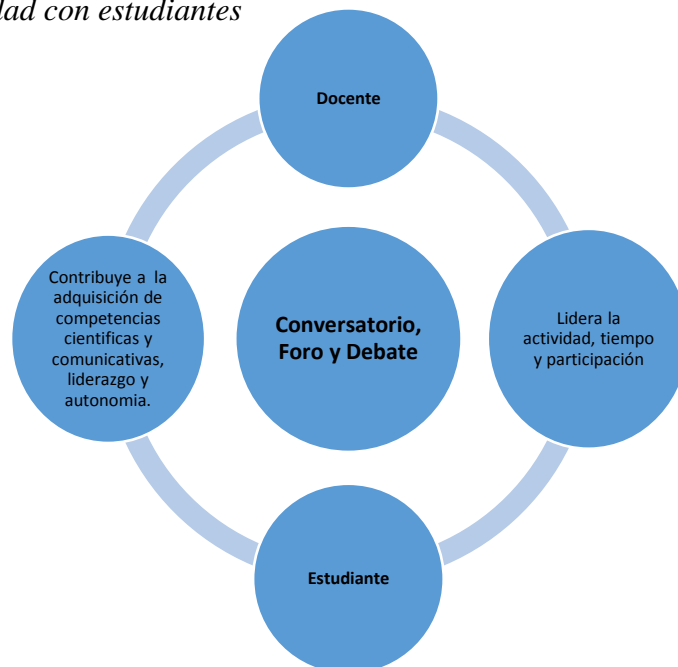 dad con estudiantes
Docente
Contribuye a la
adquisición de
competencias
cientificas y
comunicativas,
liderazgo y
autonomia.
Conversatorio,
Foro y Debate
Lidera la
actividad, tiempo
y participación
Estudiante